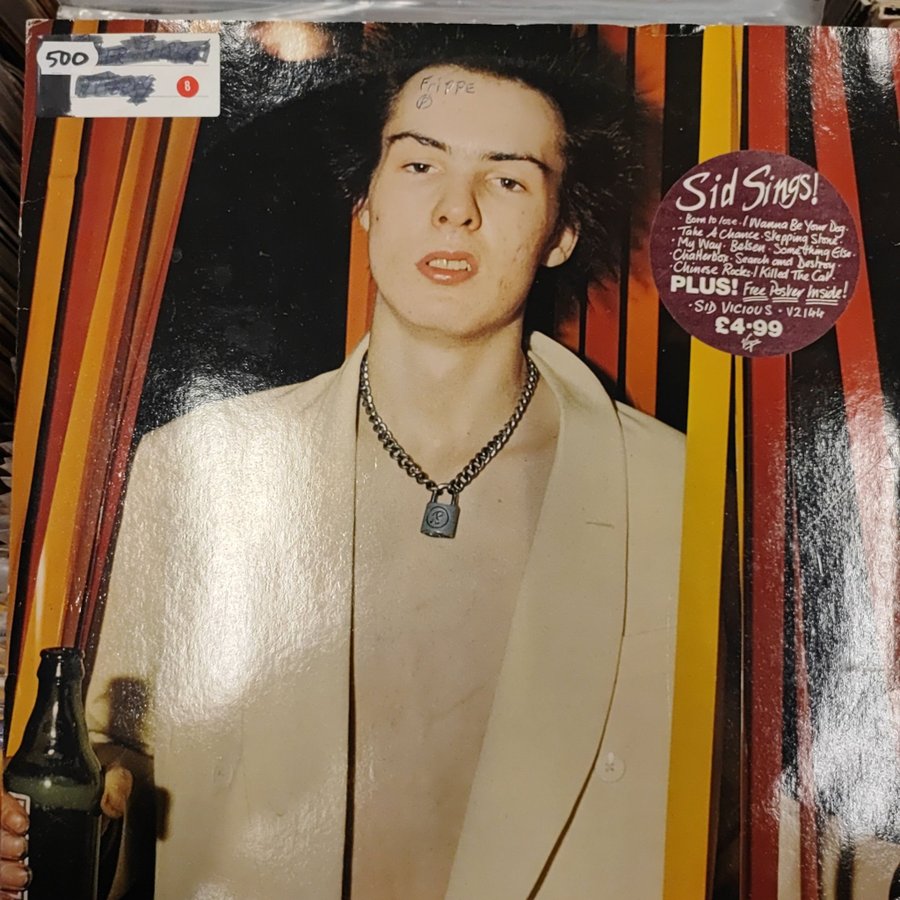 500
8
Frippe
Sid Sings!
· Born to lose · I Wanna Be Your Dog ·
· Take A Chance · Stepping Stone ·
· My Way · Belsen · Something Else ·
· Chatterbox · Search and Destroy ·
· Chinese Rocks · I Killed The Cat ·
PLUS! Free Poster Inside!
· SID VICIOUS · V2144
£4·99
Virgin